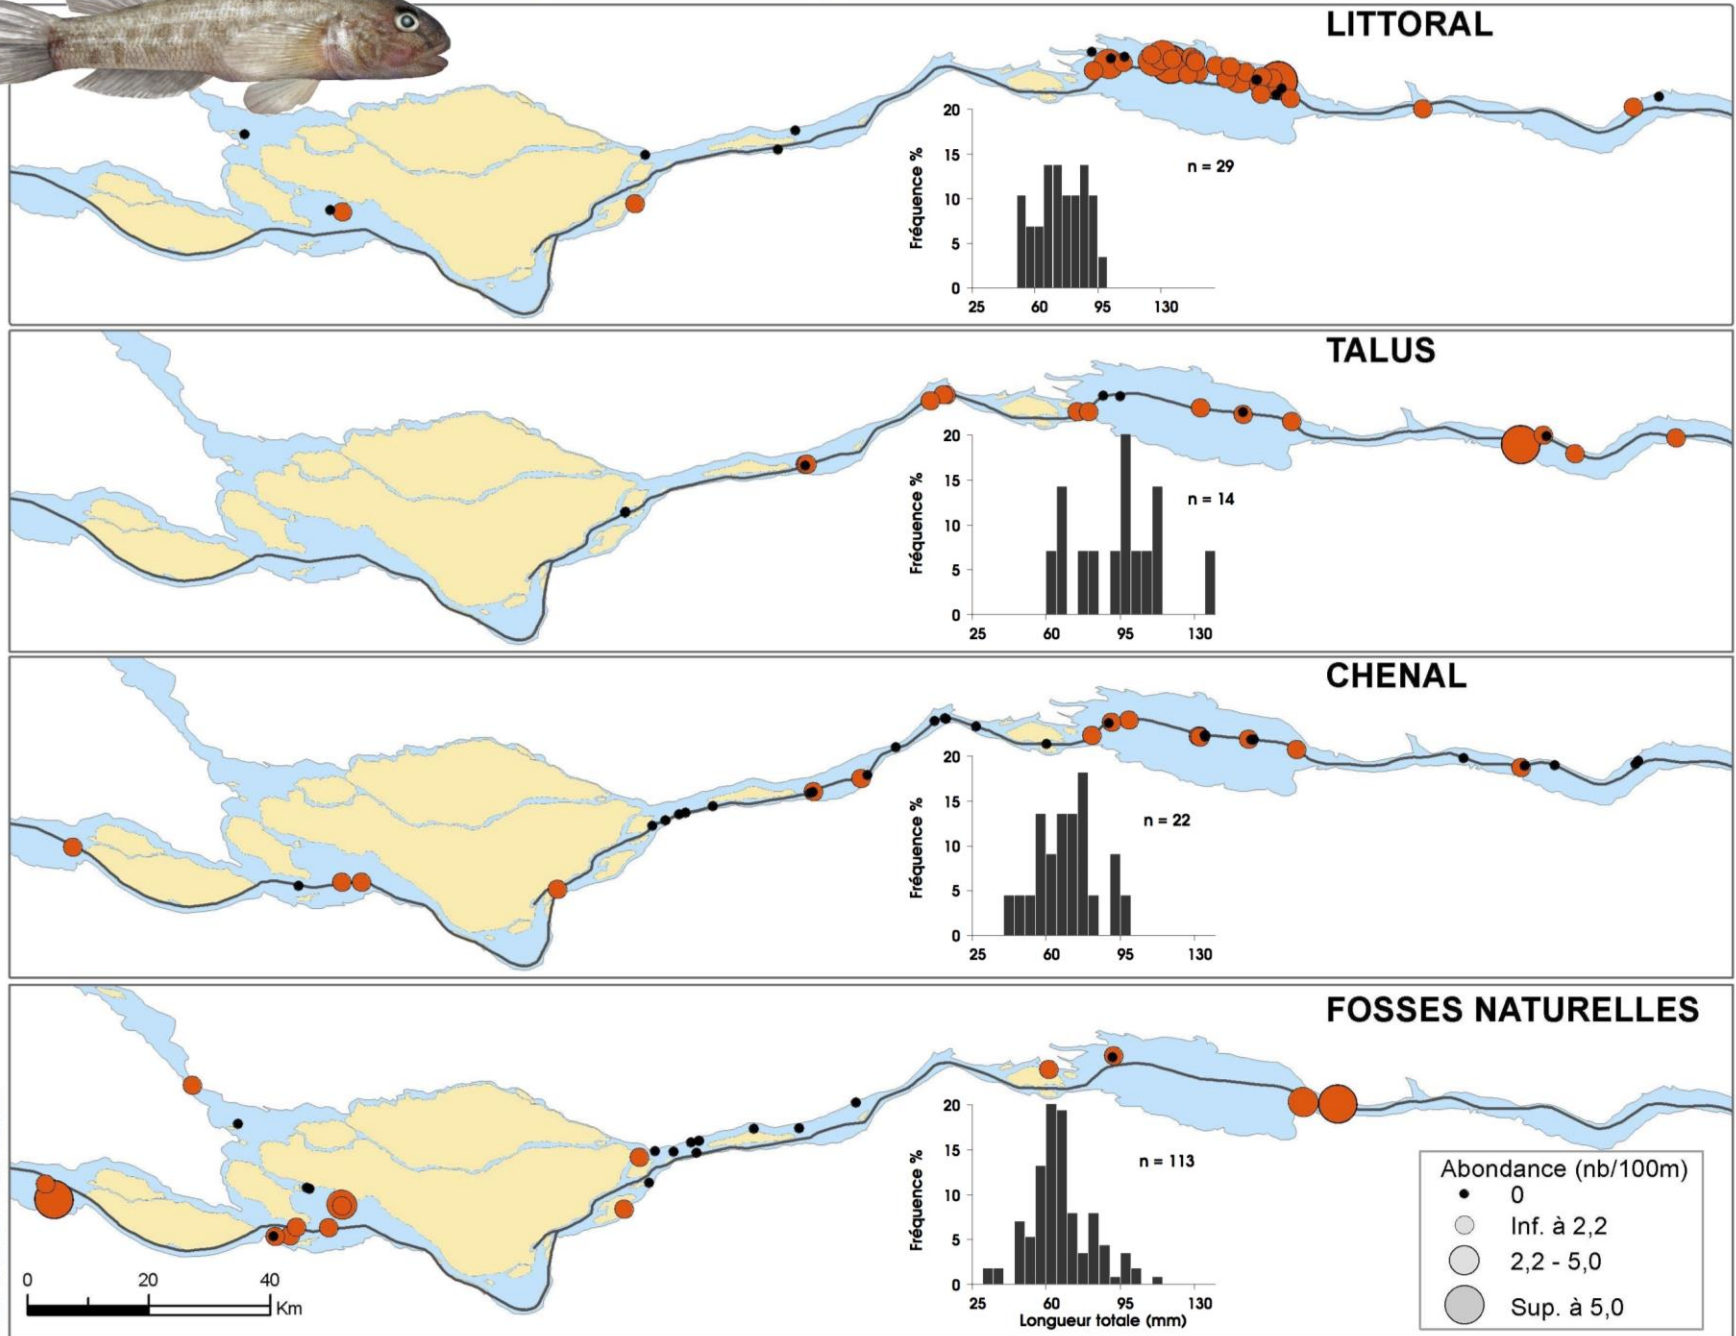 LITTORAL
Fréquence %
20
15
10
5
0
n = 29
25 60 95 130
TALUS
Fréquence %
20
15
10
5
0
n = 14
25 60 95 130
CHENAL
Fréquence %
20
15
10
5
0
n = 22
25 60 95 130
FOSSES NATURELLES
Fréquence %
20
15
10
5
0
n = 113
25 60 95 130
Longueur totale (mm)
0 20 40
Km
Abondance (nb/100m)
0
Inf. à 2,2
2,2 - 5,0
Sup. à 5,0